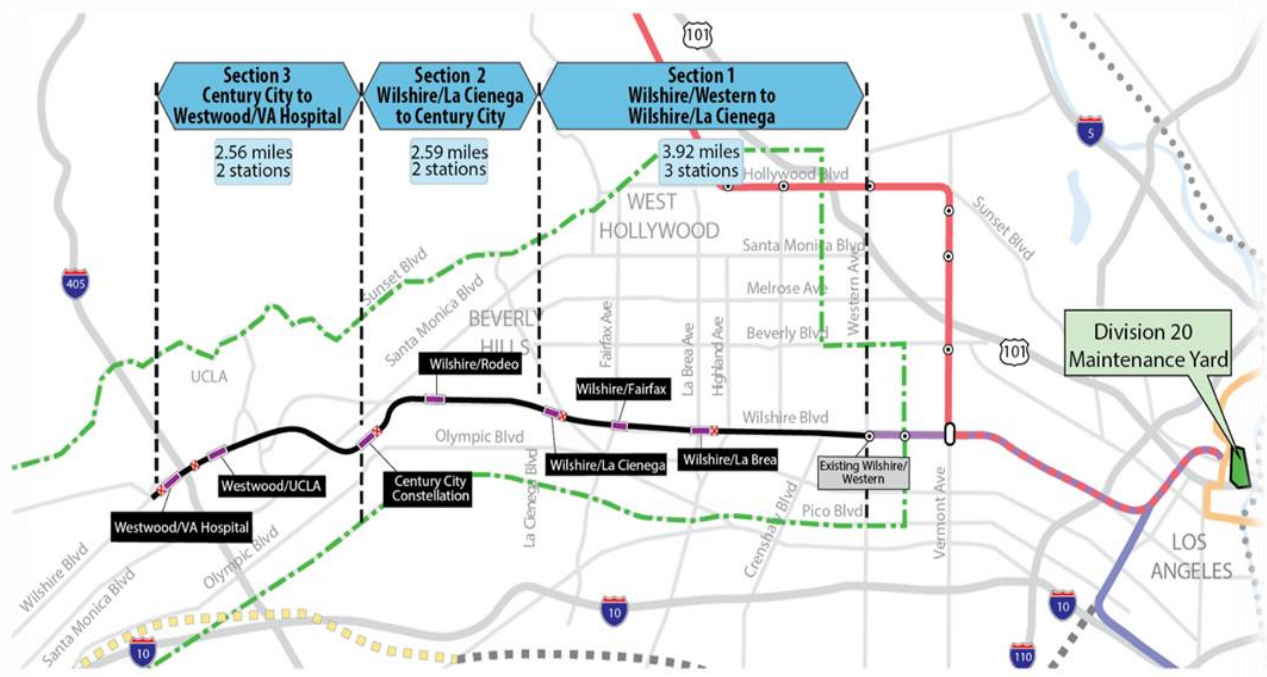 101
Section 3
Century City to
Westwood/VA Hospital
Section 2
Wilshire/La Cienega
to Century City
Section 1
Wilshire/Western to
Wilshire/La Cienega
2.56 miles
2 stations
2.59 miles
2 stations
3.92 miles
3 stations
5
Hollywood Blvd
WEST
HOLLYWOOD
Sunset Blvd
Santa Monica Blvd
Sunset Blvd
405
Melrose Ave
Western Ave
Santa Monica Blvd
BEVERLY
HILLS
Fairfax Ave
La Brea Ave
Highland Ave
Beverly Blvd
101
Division 20
Maintenance Yard
UCLA
Wilshire/Rodeo
Wilshire/Fairfax
Wilshire Blvd
Olympic Blvd
Wilshire/La Cienega
Wilshire/La Brea
Existing Wilshire/
Western
Westwood/UCLA
Century City
Constellation
La Cienega Blvd
Crenshaw Blvd
Pico Blvd
Vermont Ave
Westwood/VA Hospital
LOS
ANGELES
Wilshire Blvd
Santa Monica Blvd
Olympic Blvd
10
10
10
110